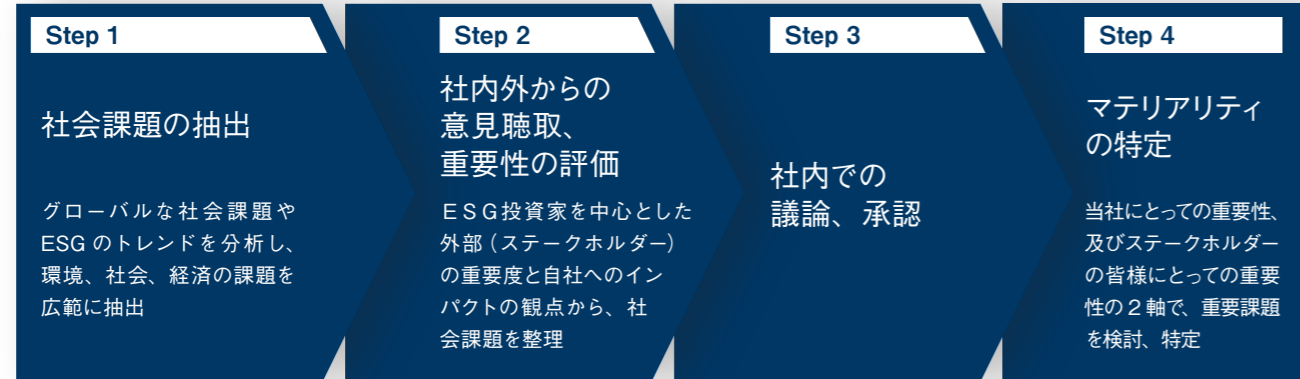 Step 1
社会課題の抽出
グローバルな社会課題や
ESGのトレンドを分析し、
環境、社会、経済の課題を
広範に抽出
Step 2
社内外からの
意見聴取、
重要性の評価
ESG投資家を中心とした
外部（ステークホルダー）
の重要度と自社へのイン
パクトの観点から、社
会課題を整理
Step 3
社内での
議論、承認
Step 4
マテリアリティ
の特定
当社にとっての重要性、
及びステークホルダー
の皆様にとっての重要
性の2軸で、重要課題
を検討、特定